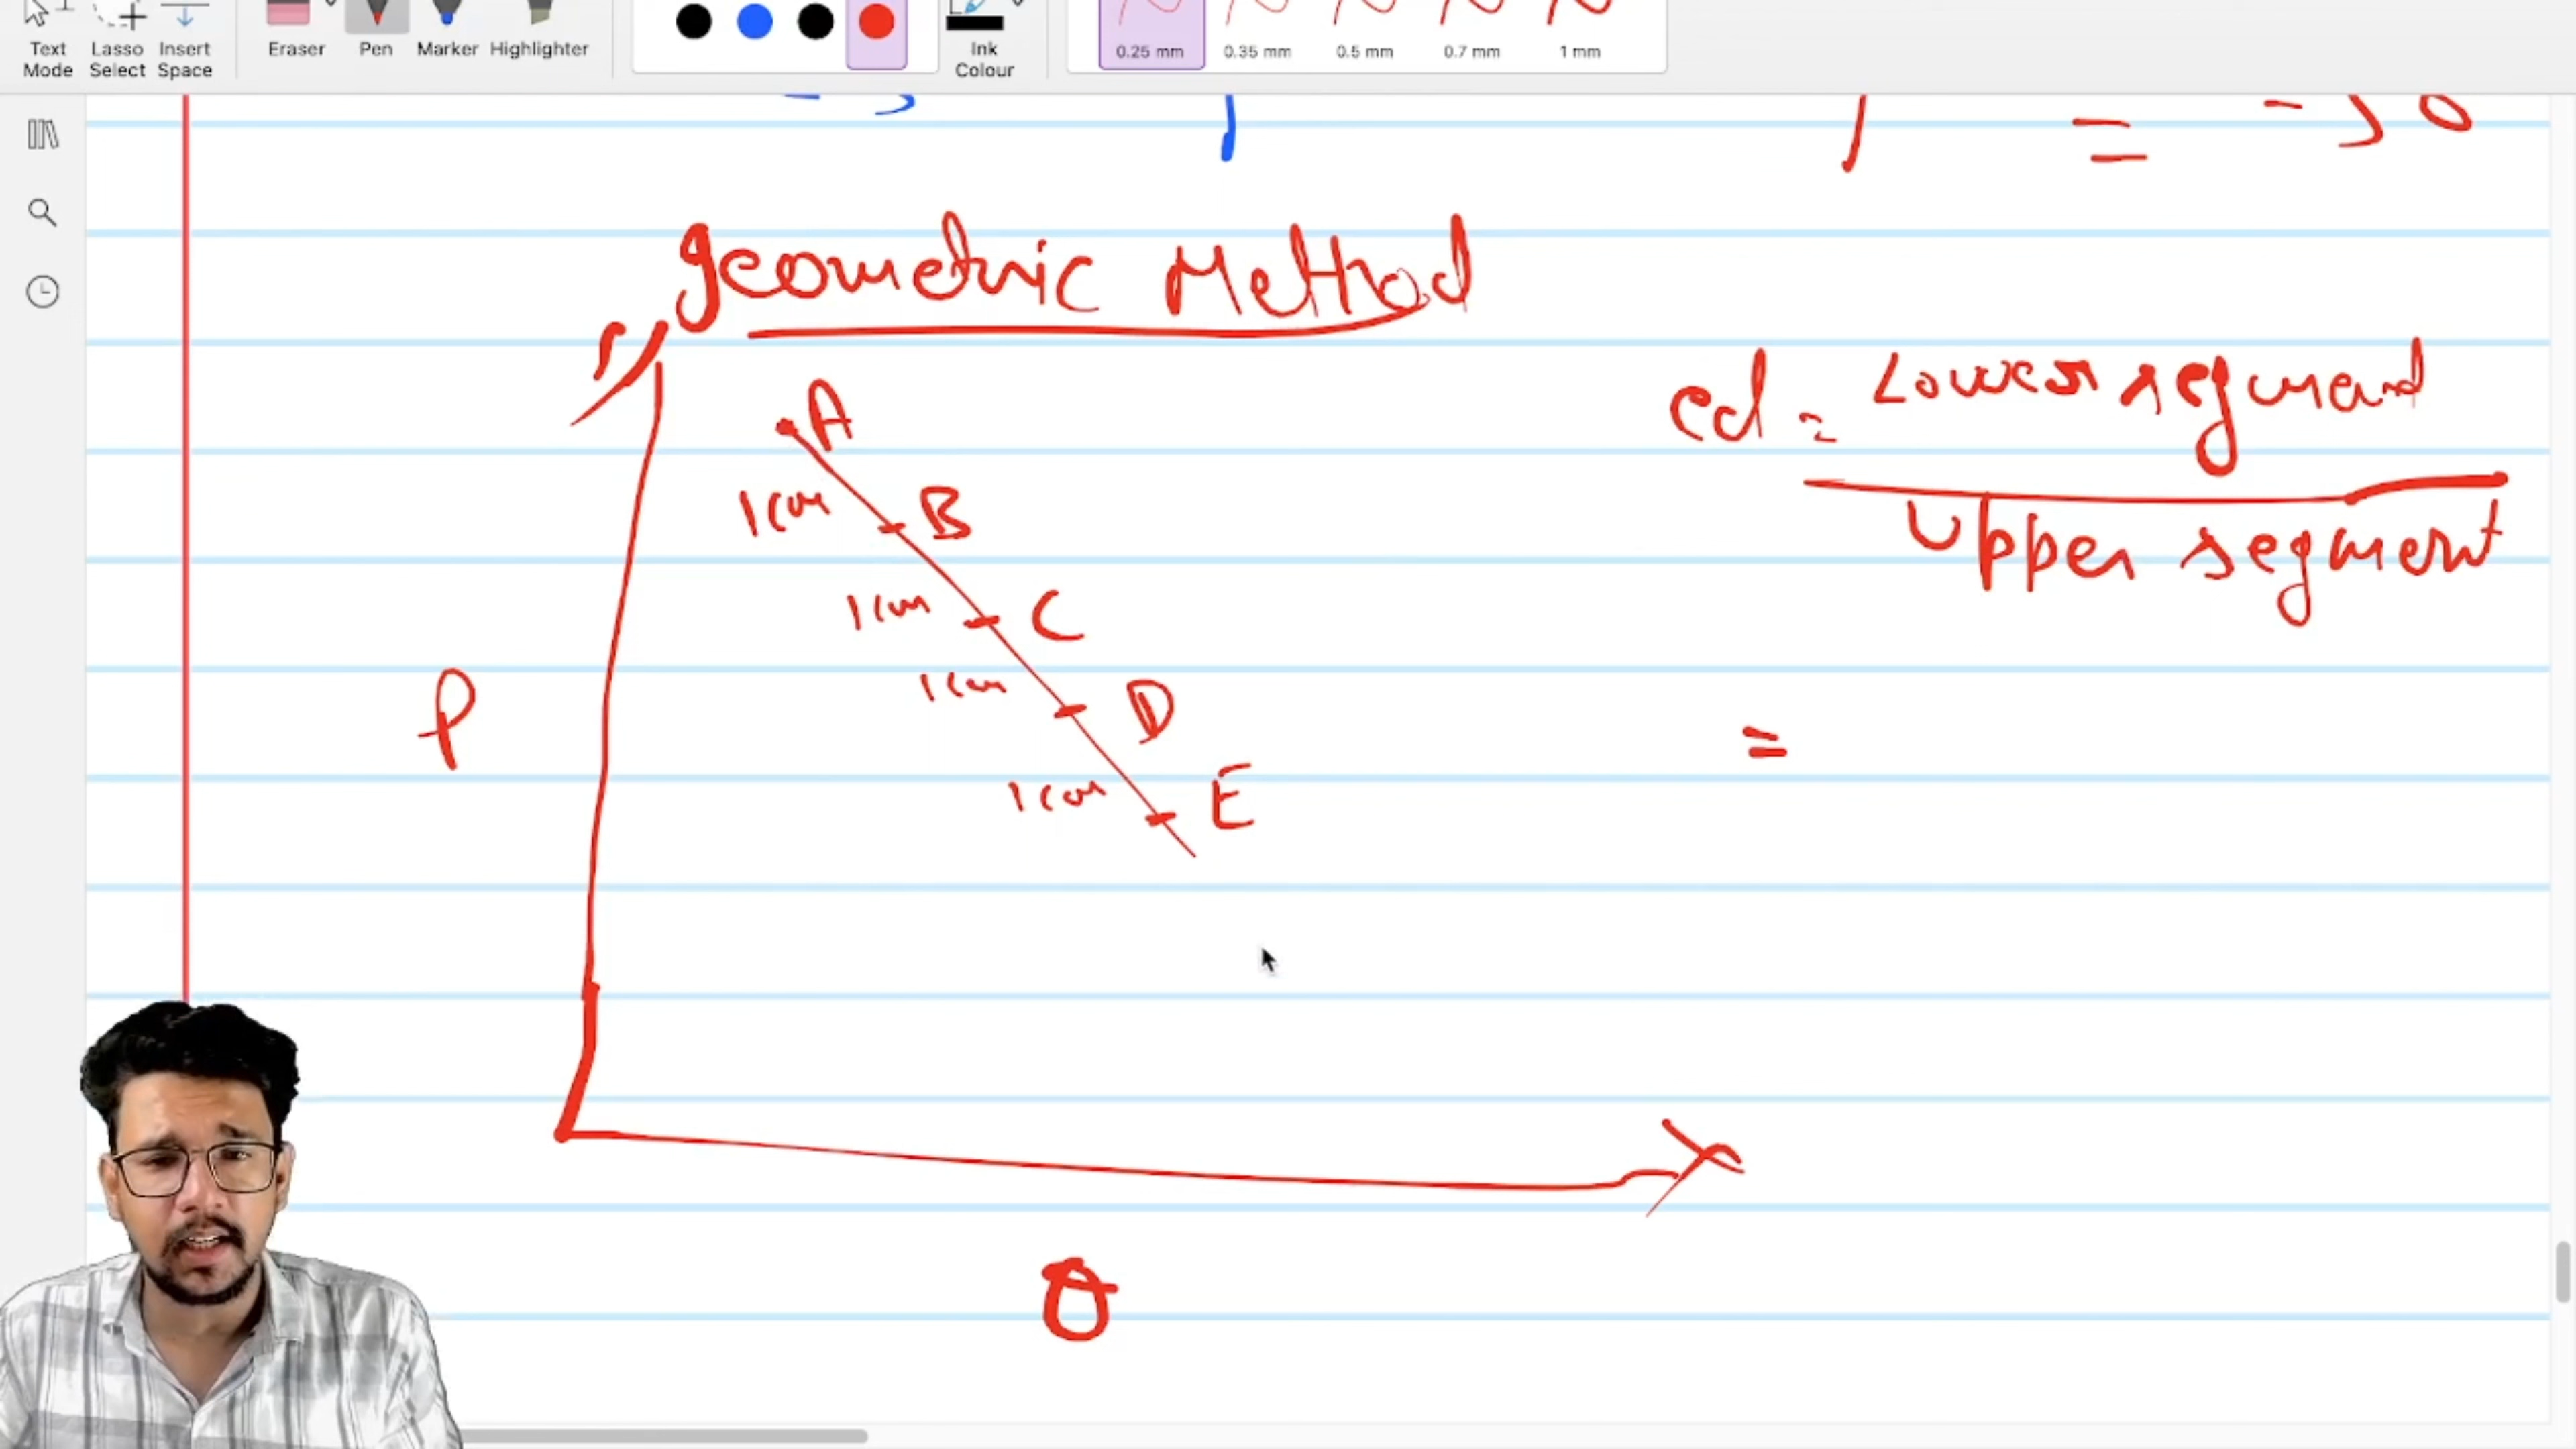 Text Mode
Lasso Select
Insert Space
Eraser
Pen
Marker
Highlighter
Ink Colour
0.25 mm
0.35 mm
0.5 mm
0.7 mm
1 mm
Geometric Method
A
ed = Lower segment
1cm B
Upper segment
1cm C
1cm D
P
=
1cm E
Q